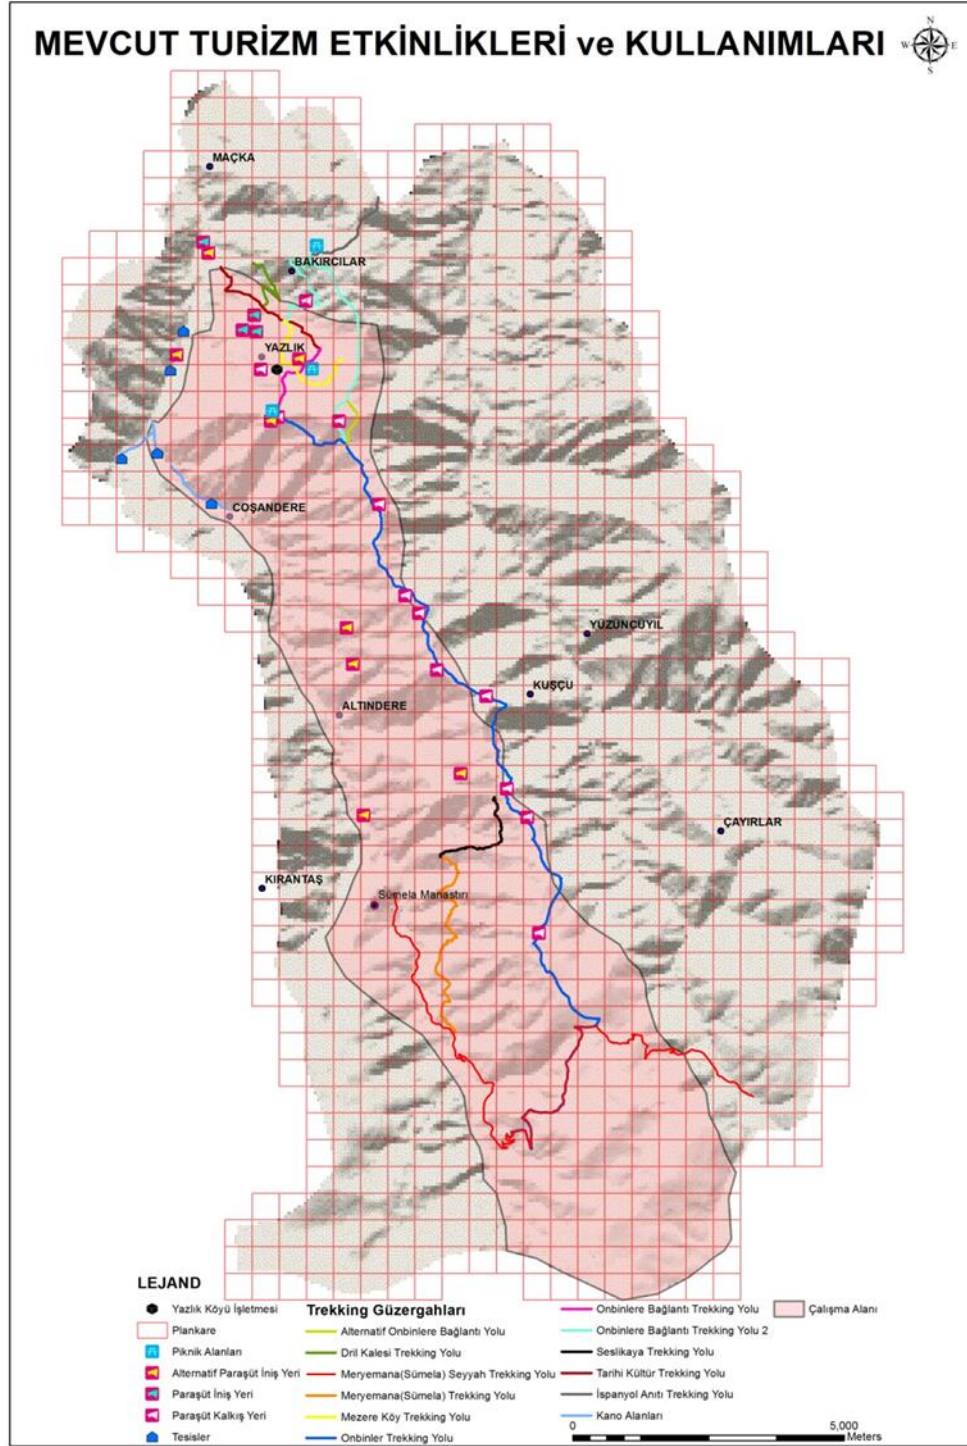 MEVCUT TURİZM ETKİNLİKLERİ ve KULLANIMLARI
N
W E
S
MAÇKA
BAKIRCILAR
YAZLIK
COŞANDERE
YÜZÜNCÜYIL
KUŞÇU
ALTINDERE
ÇAYIRLAR
KIRANTAŞ
Sümela Manastırı
LEJAND
Yazlık Köyü İşletmesi
Plankare
Piknik Alanları
Alternatif Paraşüt İniş Yeri
Paraşüt İniş Yeri
Paraşüt Kalkış Yeri
Tesisler
Trekking Güzergahları
Alternatif Onbinlere Bağlantı Yolu
Dril Kalesi Trekking Yolu
Meryemana(Sümela) Seyyah Trekking Yolu
Meryemana(Sümela) Trekking Yolu
Mezere Köy Trekking Yolu
Onbinler Trekking Yolu
Onbinlere Bağlantı Trekking Yolu
Onbinlere Bağlantı Trekking Yolu 2
Seslikaya Trekking Yolu
Tarihi Kültür Trekking Yolu
İspanyol Anıtı Trekking Yolu
Kano Alanları
Çalışma Alanı
0 5,000
Meters